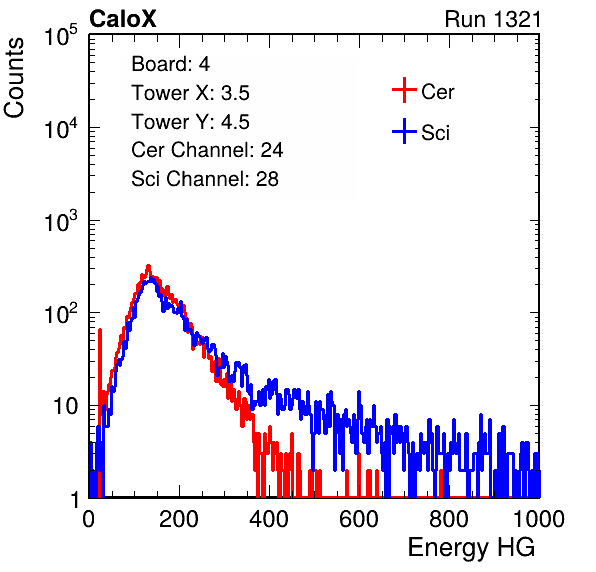 CaloX Run 1321
Counts
10^5
10^4
10^3
10^2
10
1
Board: 4
Tower X: 3.5
Tower Y: 4.5
Cer Channel: 24
Sci Channel: 28
Cer
Sci
0 200 400 600 800 1000
Energy HG